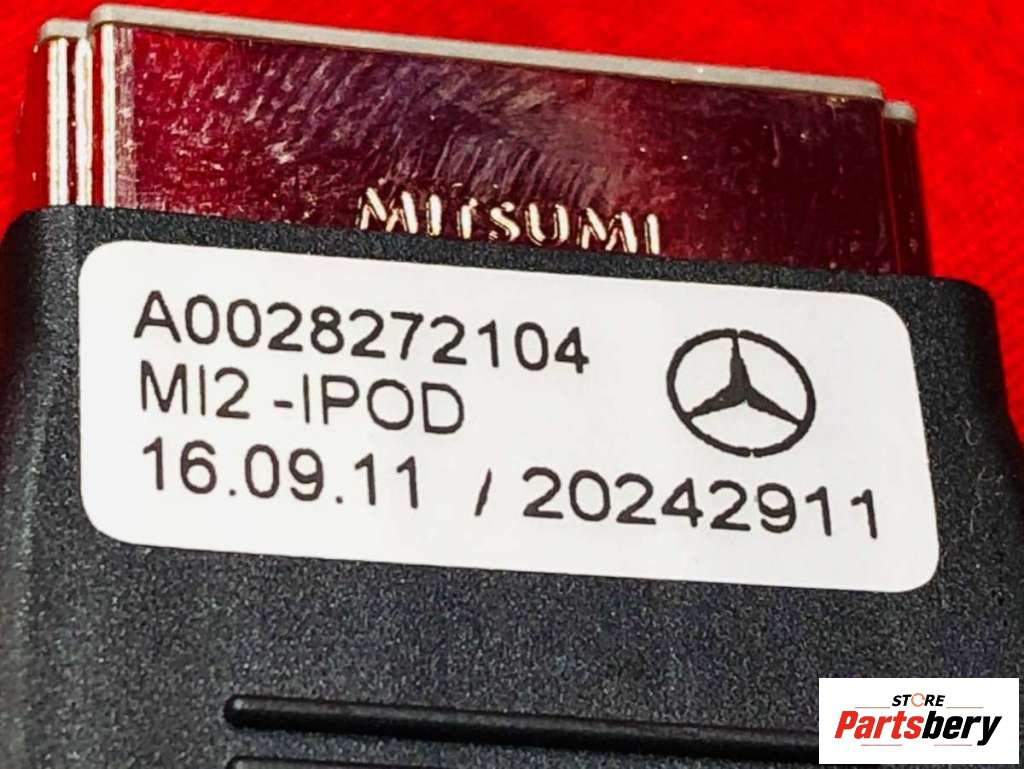 MITSUMI
A0028272104
MI2 -IPOD
16.09.11 / 20242911
STORE
Partsbery